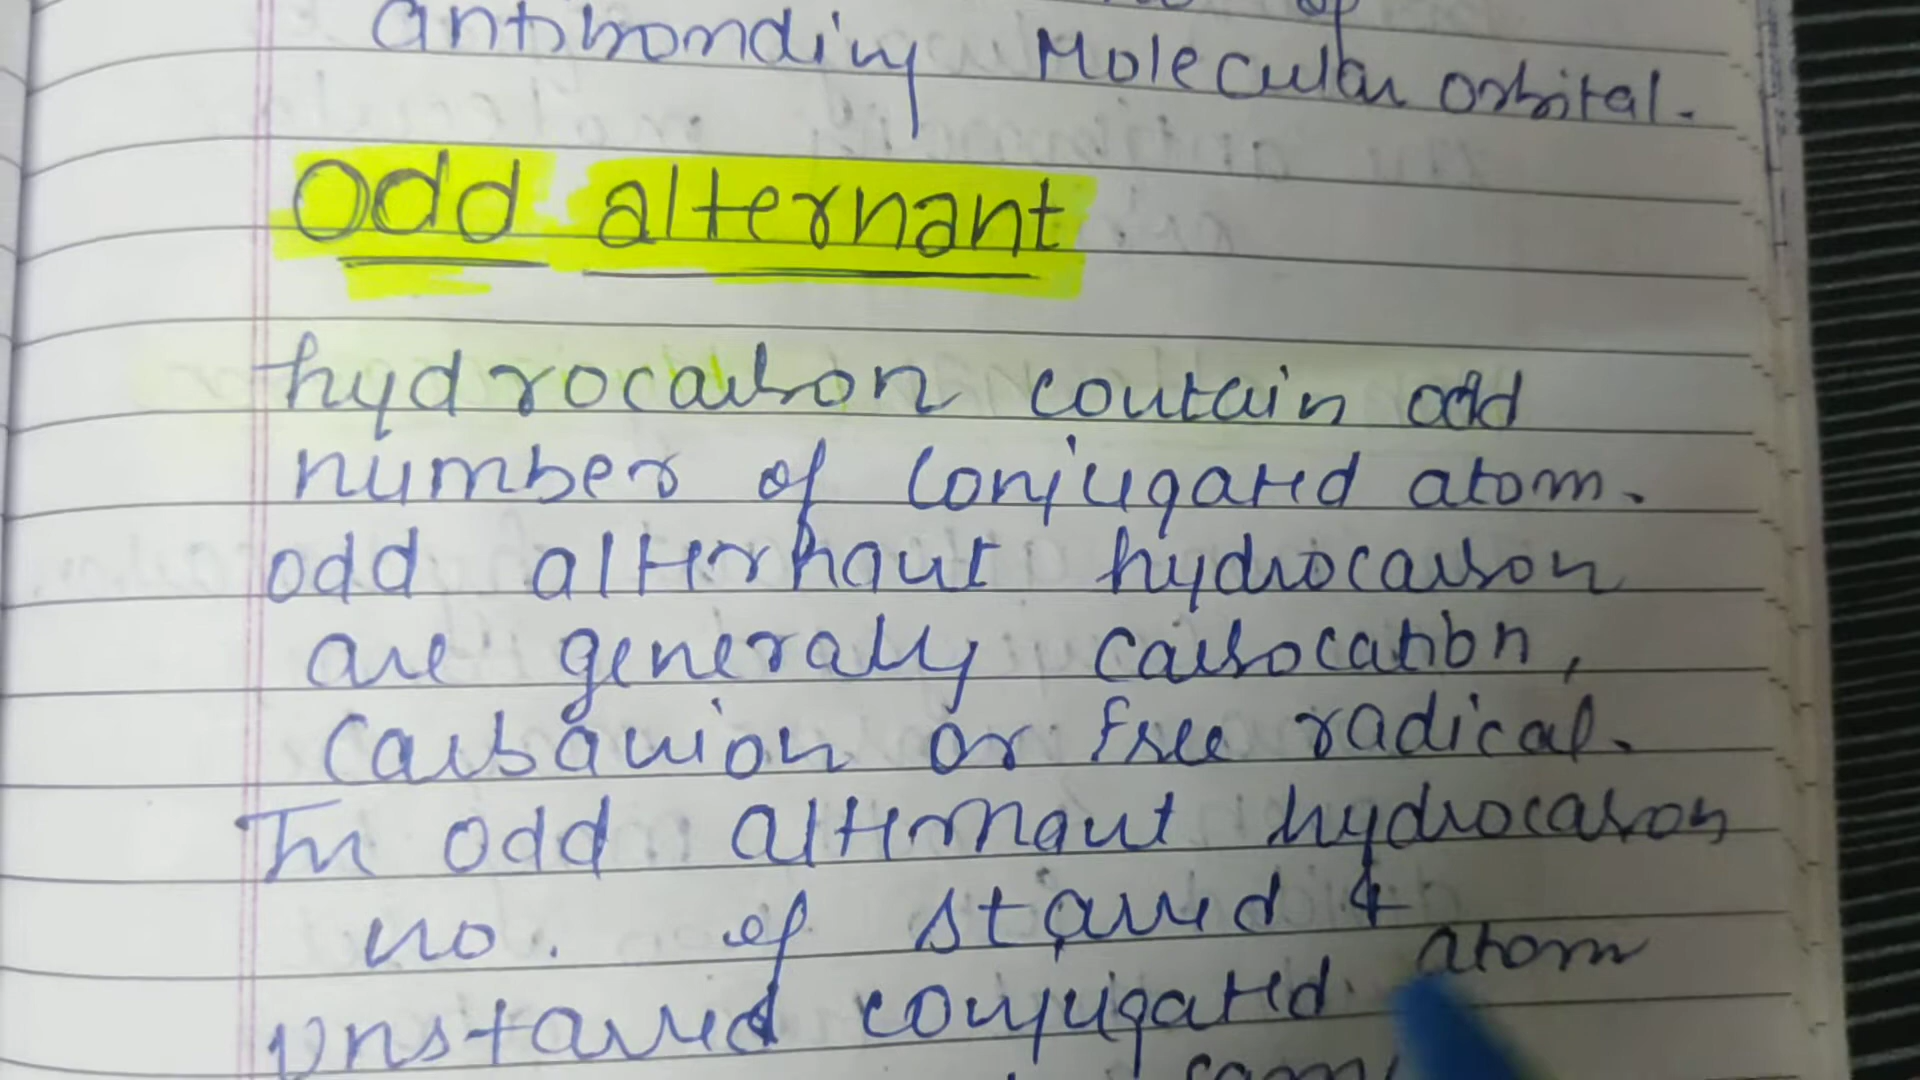 antibonding Molecular orbital.
Odd alternant
hydrocarbon contain odd
number of conjugated atom.
odd alternant hydrocarbon
are generally carbocation,
Carbanion or free radical.
In odd alternant hydrocarbon
no. of starred &
unstarred conjugated. atom